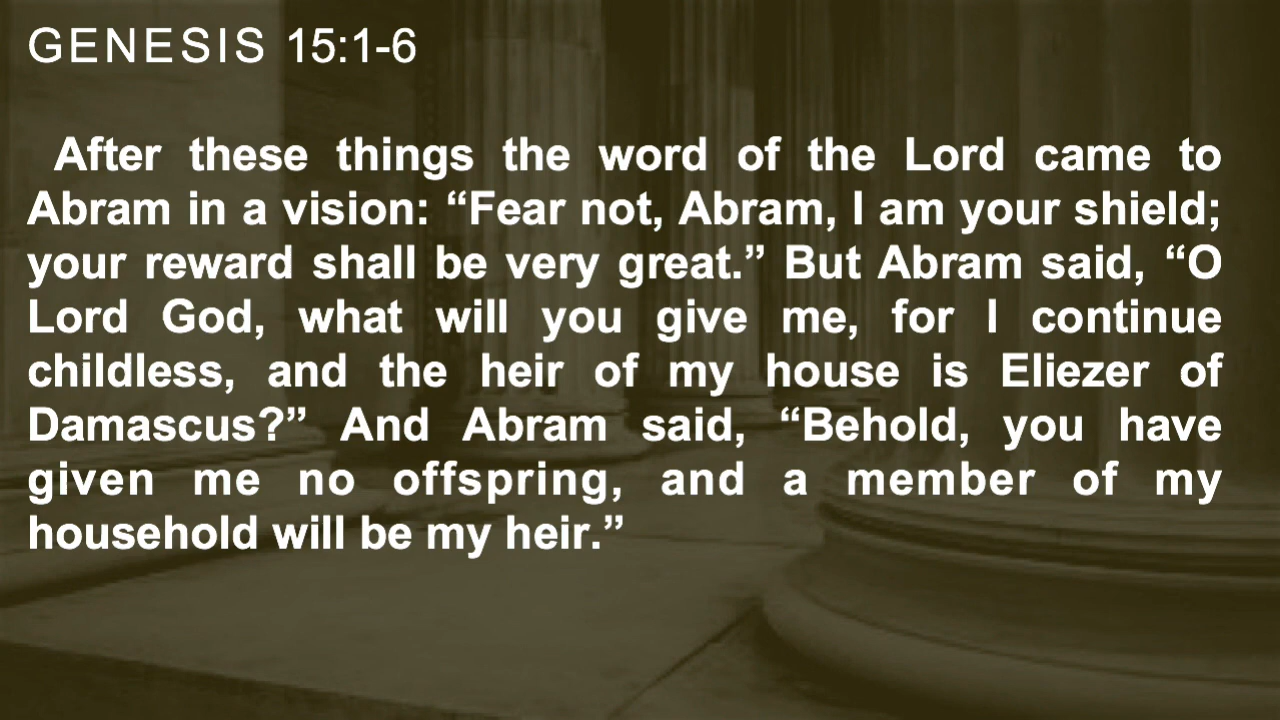 GENESIS 15:1-6
After these things the word of the Lord came to
Abram in a vision: “Fear not, Abram, I am your shield;
your reward shall be very great.” But Abram said, “O
Lord God, what will you give me, for I continue
childless, and the heir of my house is Eliezer of
Damascus?” And Abram said, “Behold, you have
given me no offspring, and a member of my
household will be my heir.”